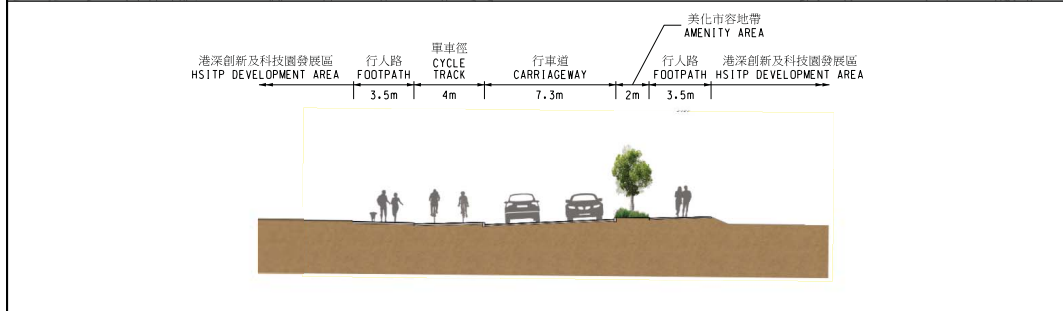 美化市容地帶
AMENITY AREA
港深創新及科技園發展區
HSITP DEVELOPMENT AREA
行人路
FOOTPATH
單車徑
CYCLE
TRACK
行車道
CARRIAGEWAY
行人路
FOOTPATH
港深創新及科技園發展區
HSITP DEVELOPMENT AREA
3.5m
4m
7.3m
2m
3.5m